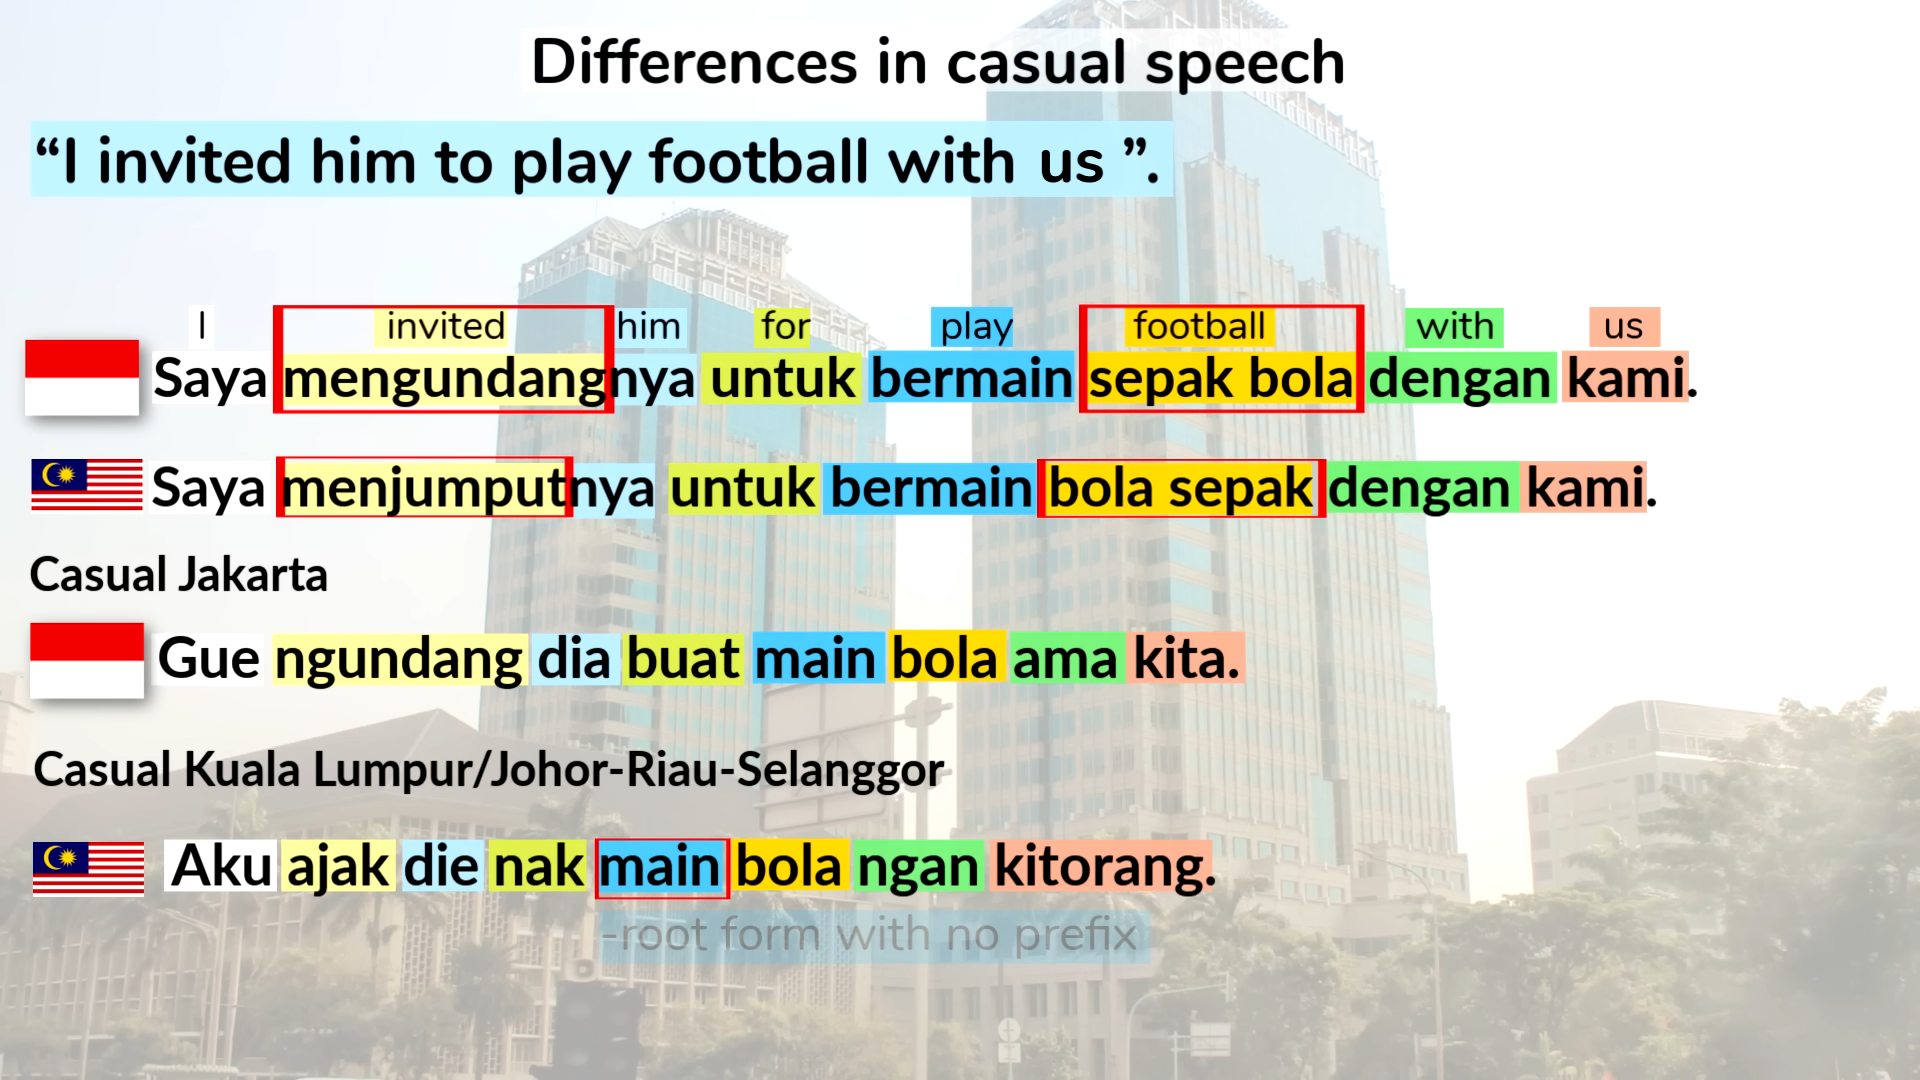 Differences in casual speech
“I invited him to play football with us ”.
I invited him for play football with us
Saya mengundangnya untuk bermain sepak bola dengan kami.
Saya menjumputnya untuk bermain bola sepak dengan kami.
Casual Jakarta
Gue ngundang dia buat main bola ama kita.
Casual Kuala Lumpur/Johor-Riau-Selanggor
Aku ajak die nak main bola ngan kitorang.
-root form with no prefix